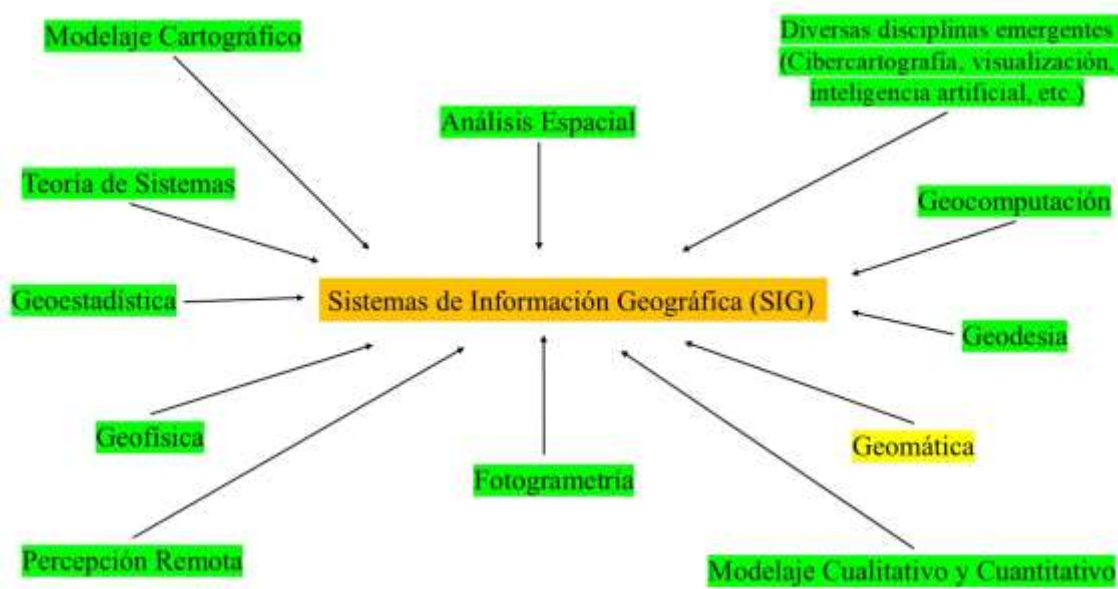 Modelaje Cartográfico
Diversas disciplinas emergentes
(Cibercartografía, visualización,
inteligencia artificial, etc.)
Análisis Espacial
Teoría de Sistemas
Geocomputación
Geoestadística
Sistemas de Información Geográfica (SIG)
Geodesia
Geofísica
Geomática
Fotogrametría
Percepción Remota
Modelaje Cualitativo y Cuantitativo